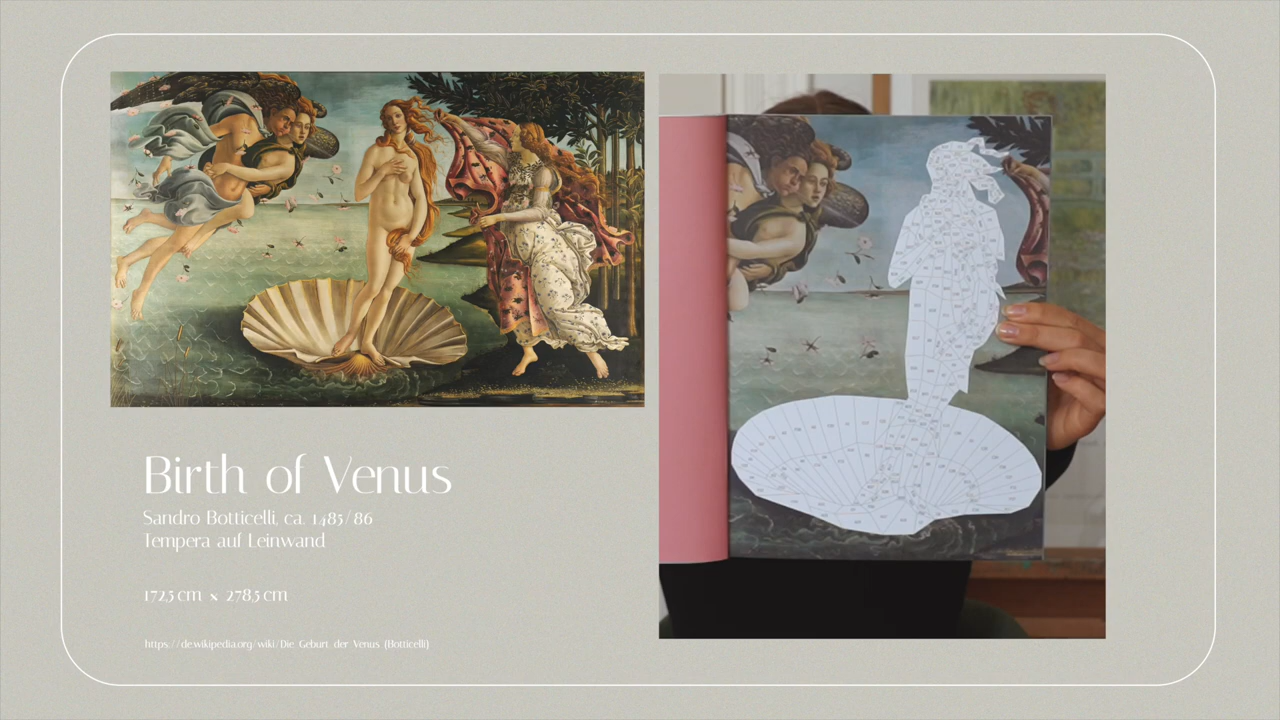 Birth of Venus
Sandro Botticelli, ca. 1485/86
Tempera auf Leinwand
172,5 cm x 278,5 cm
https://de.wikipedia.org/wiki/Die_Geburt_der_Venus_(Botticelli)